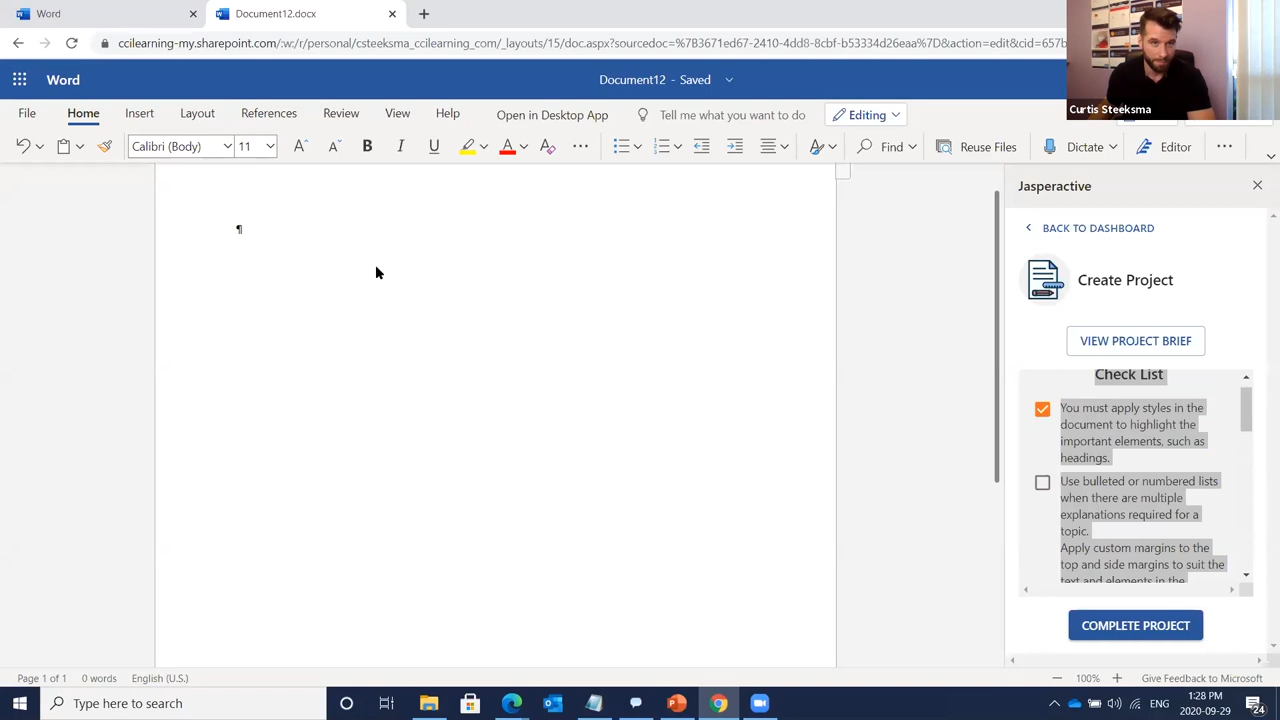 Word
Document12.docx
ccilearning-my.sharepoint.com/:w:/r/personal/csteeksma_ccilearning_com/_layouts/15/doc.aspx?sourcedoc=%7B3671ed67-2410-4dd8-8cbf-b53334d26eaa%7D&action=edit&cid=657b
Curtis Steeksma
Word
Document12 - Saved
File Home Insert Layout References Review View Help Open in Desktop App Tell me what you want to do Editing
Calibri (Body) 11 A A B I U A A Find Reuse Files Dictate Editor
Jasperactive
¶
BACK TO DASHBOARD
Create Project
VIEW PROJECT BRIEF
Check List
You must apply styles in the
document to highlight the
important elements, such as
headings.
Use bulleted or numbered lists
when there are multiple
explanations required for a
topic.
Apply custom margins to the
top and side margins to suit the
text and elements in the
COMPLETE PROJECT
Page 1 of 1 0 words English (U.S.) 100% Give Feedback to Microsoft
Type here to search
ENG
1:28 PM
2020-09-29
24